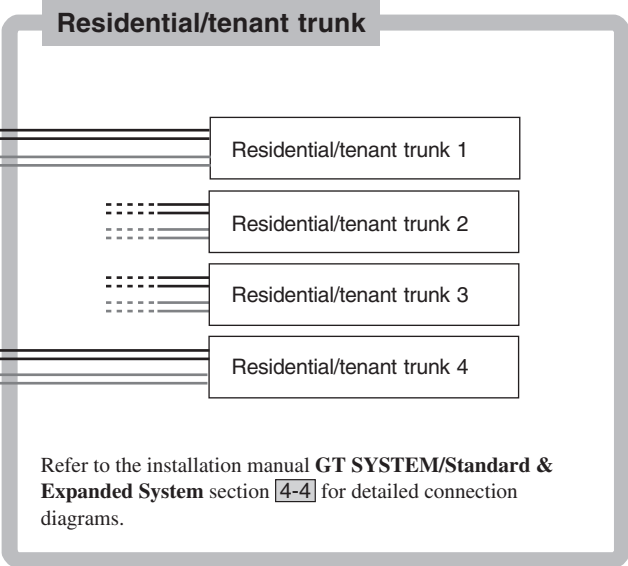 Residential/tenant trunk
Residential/tenant trunk 1
Residential/tenant trunk 2
Residential/tenant trunk 3
Residential/tenant trunk 4
Refer to the installation manual GT SYSTEM/Standard &
Expanded System section 4-4 for detailed connection
diagrams.